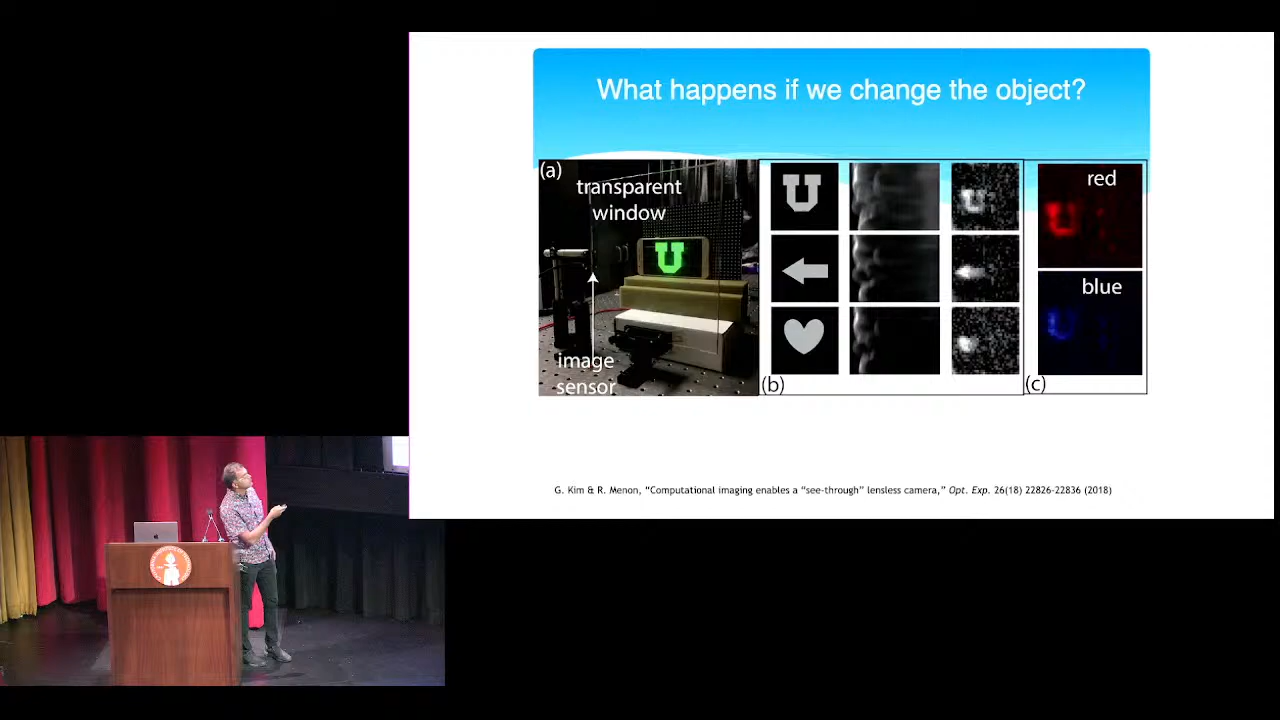 What happens if we change the object?
(a)
transparent
window
U
image
sensor
U
(b)
U
red
U
blue
(c)
G. Kim & R. Menon, “Computational imaging enables a “see-through” lensless camera,” Opt. Exp. 26(18) 22826-22836 (2018)